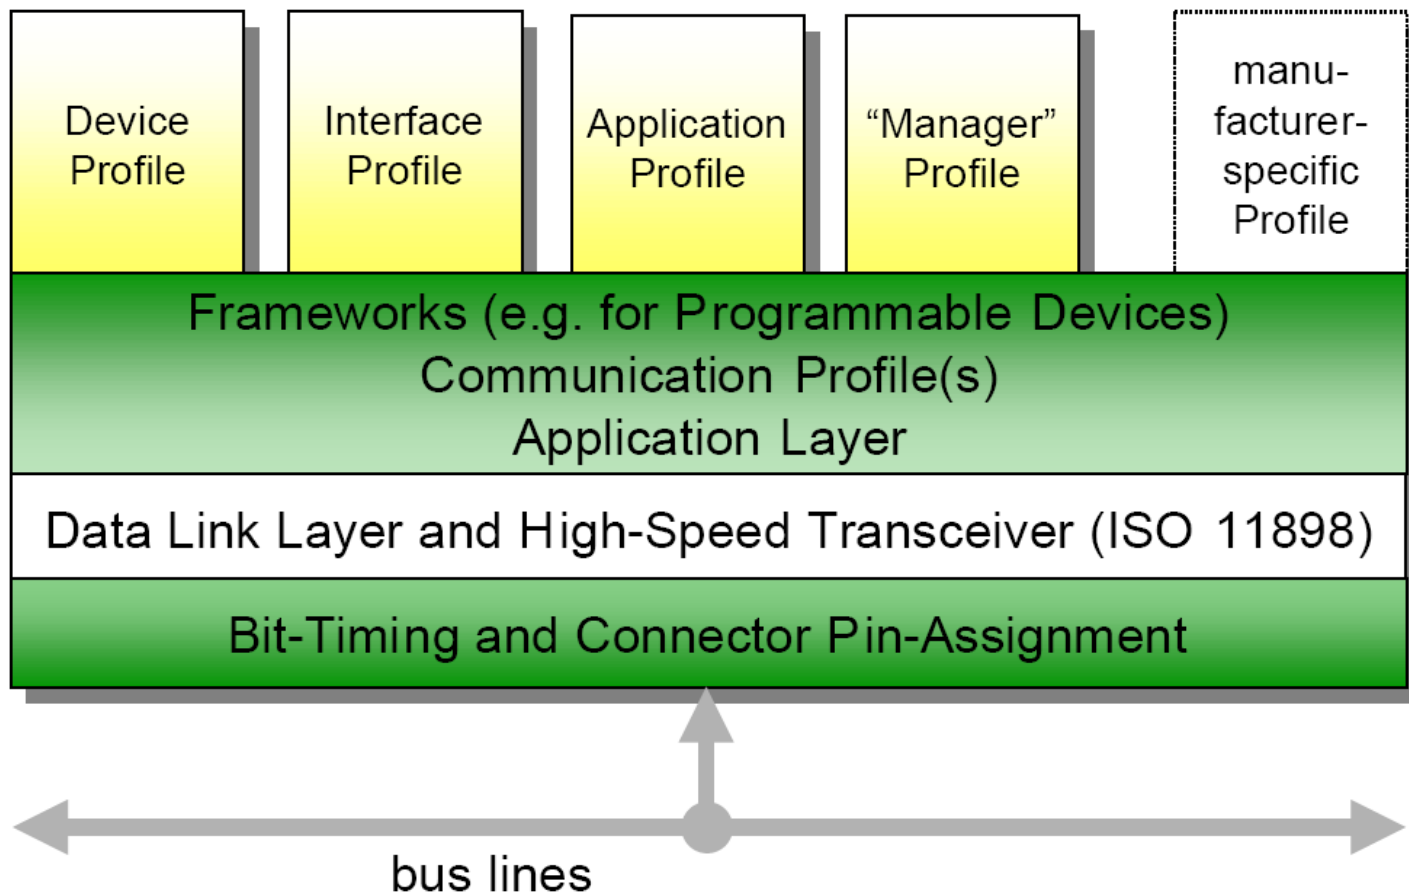 Device
Profile
Interface
Profile
Application
Profile
“Manager”
Profile
manu-
facturer-
specific
Profile
Frameworks (e.g. for Programmable Devices)
Communication Profile(s)
Application Layer
Data Link Layer and High-Speed Transceiver (ISO 11898)
Bit-Timing and Connector Pin-Assignment
bus lines